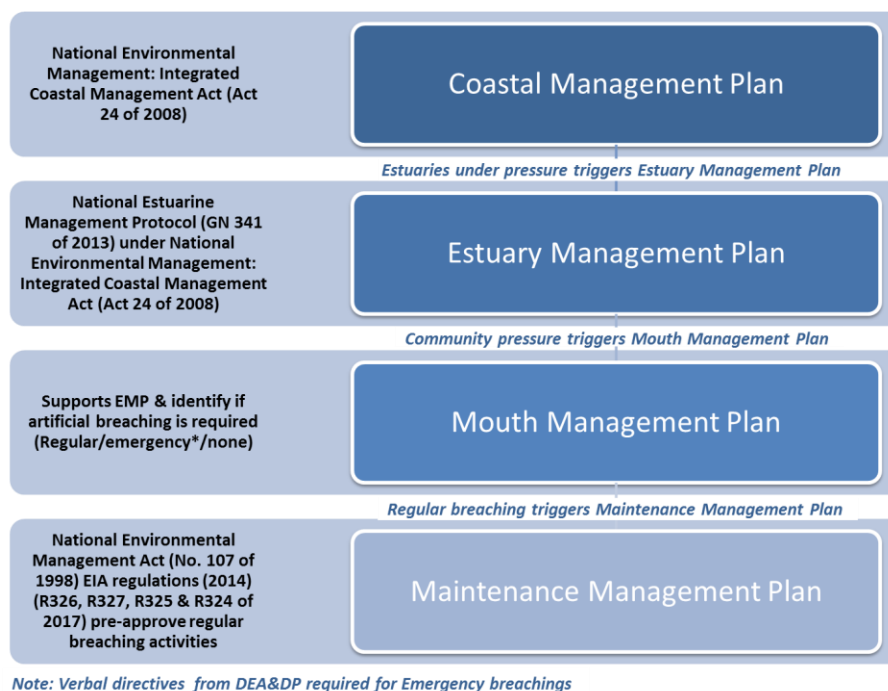 National Environmental
Management: Integrated
Coastal Management Act (Act
24 of 2008)
Coastal Management Plan
Estuaries under pressure triggers Estuary Management Plan
National Estuarine
Management Protocol (GN 341
of 2013) under National
Environmental Management:
Integrated Coastal Management
Act (Act 24 of 2008)
Estuary Management Plan
Community pressure triggers Mouth Management Plan
Supports EMP & identify if
artificial breaching is required
(Regular/emergency*/none)
Mouth Management Plan
Regular breaching triggers Maintenance Management Plan
National Environmental
Management Act (No. 107 of
1998) EIA regulations (2014)
(R326, R327, R325 & R324 of
2017) pre-approve regular
breaching activities
Maintenance Management Plan
Note: Verbal directives from DEA&DP required for Emergency breachings